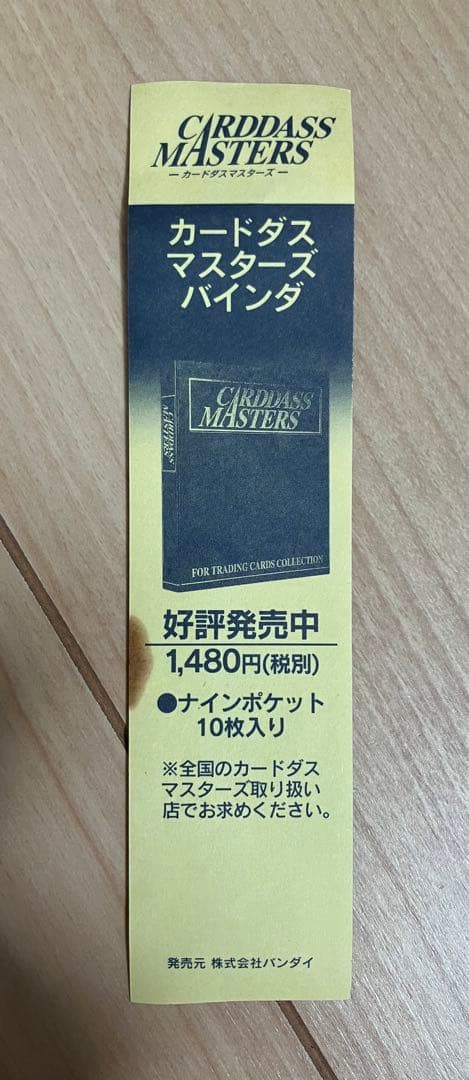 CARDDASS
MASTERS
ー カードダスマスターズ ー
カードダス
マスターズ
バインダ
CARDDASS
MASTERS
CARDDASS
MASTERS
FOR TRADING CARDS COLLECTION
好評発売中
1,480円(税別)
●ナインポケット
10枚入り
※全国のカードダス
マスターズ取り扱い
店でお求めください。
発売元 株式会社バンダイ